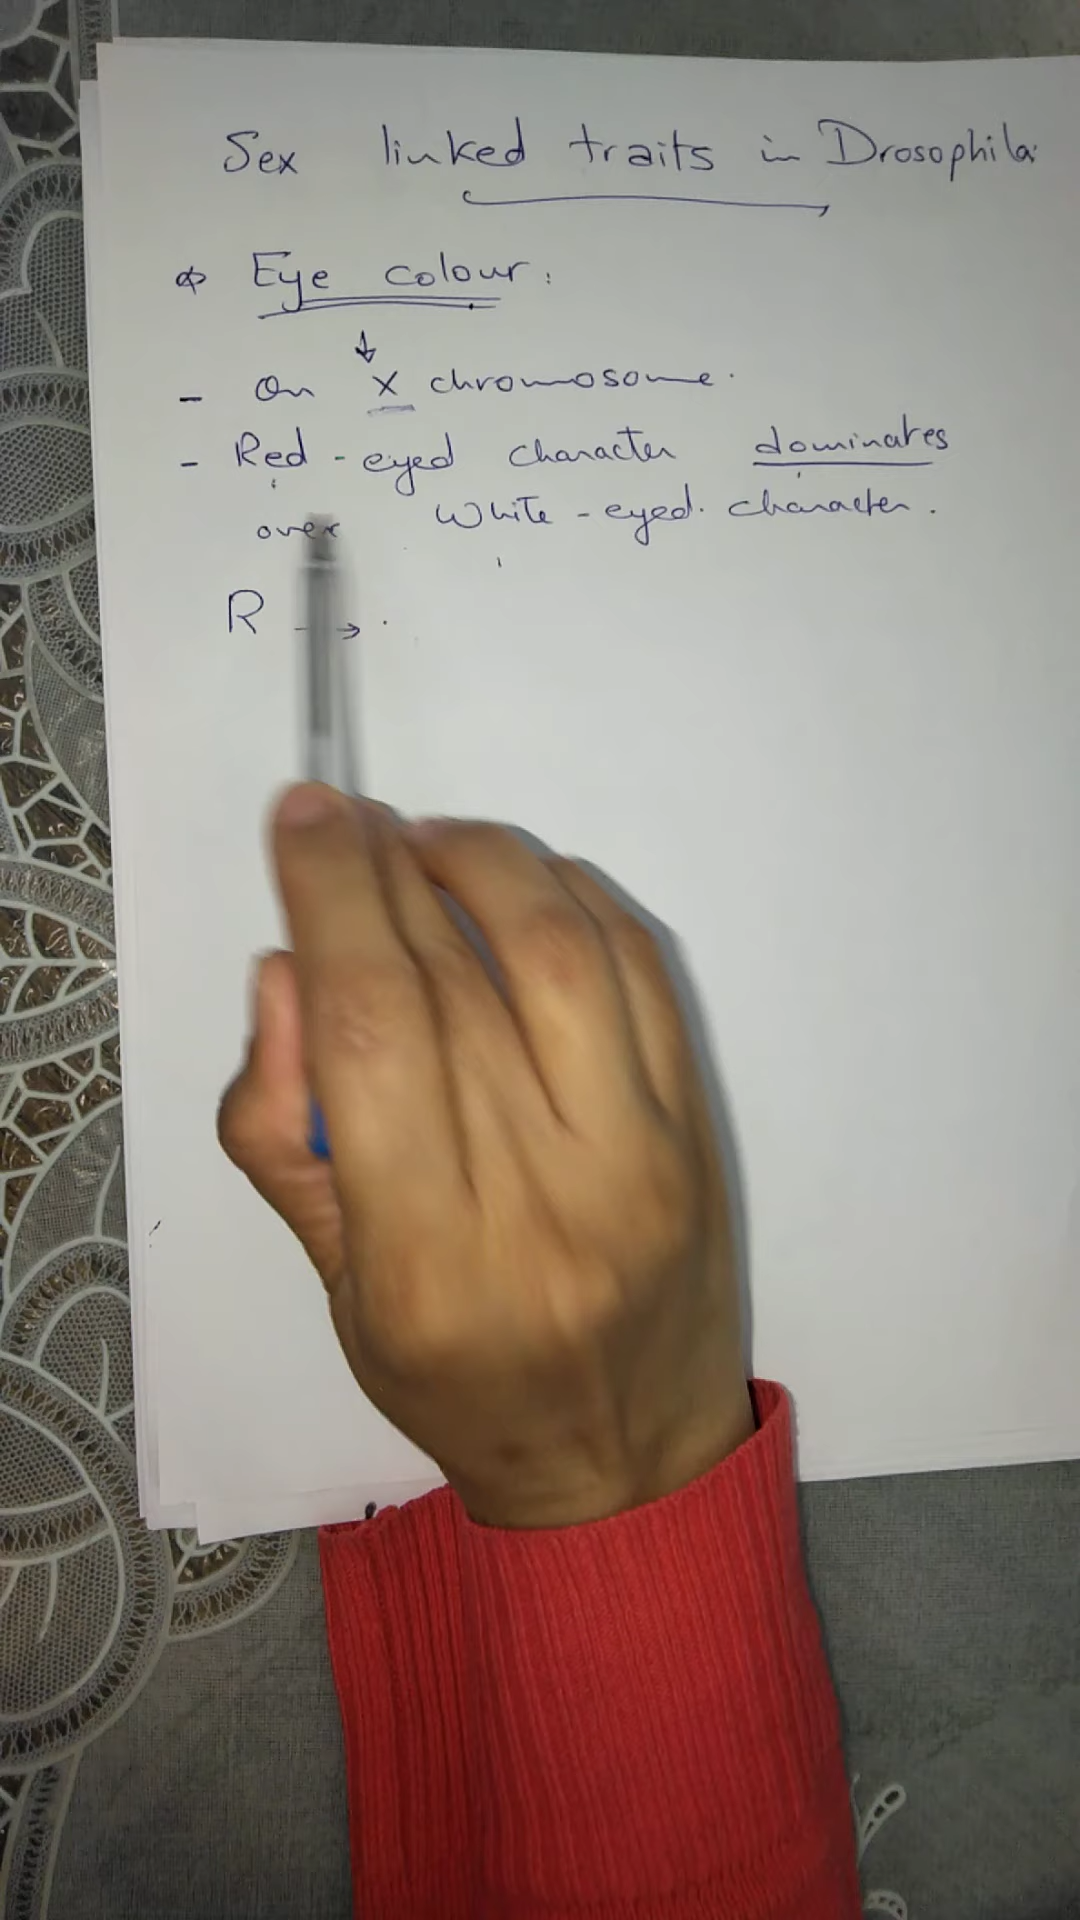 Sex linked traits in Drosophila
Eye colour:
↓
- On X chromosome.
- Red-eyed character dominates
over White-eyed character.
R →